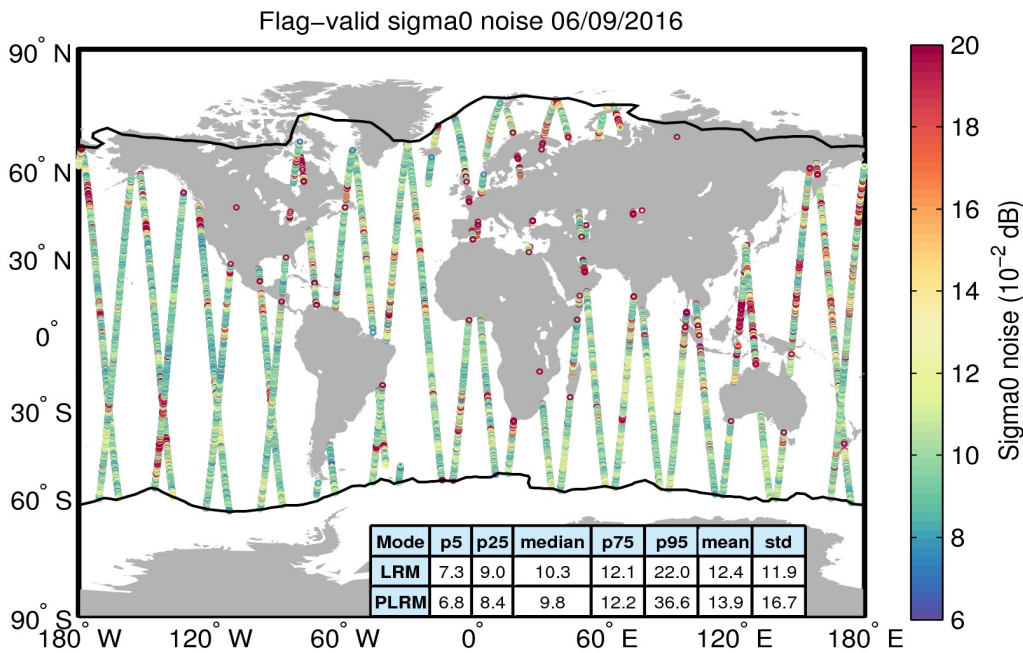 Flag−valid sigma0 noise 06/09/2016
90° N
60° N
30° N
0°
30° S
60° S
90° S
180° W
120° W
60° W
0°
60° E
120° E
180° E
20
18
16
14
12
10
8
6
Sigma0 noise (10⁻² dB)
Mode p5 p25 median p75 p95 mean std
LRM 7.3 9.0 10.3 12.1 22.0 12.4 11.9
PLRM 6.8 8.4 9.8 12.2 36.6 13.9 16.7